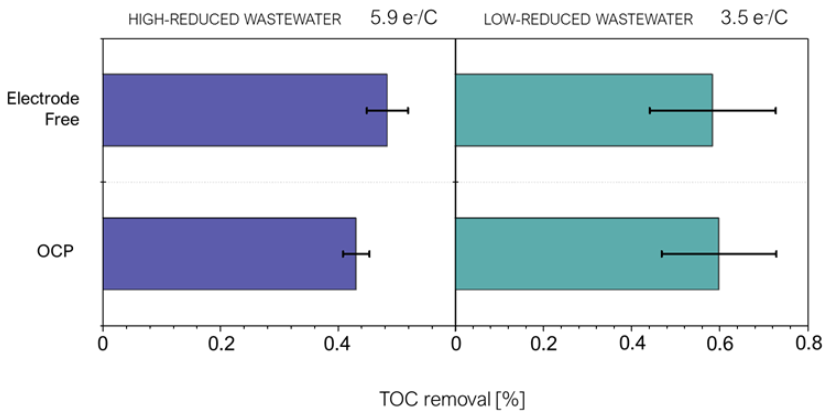 HIGH-REDUCED WASTEWATER 5.9 e⁻/C LOW-REDUCED WASTEWATER 3.5 e⁻/C
Electrode
Free
OCP
0 0.2 0.4 0 0.2 0.4 0.6 0.8
TOC removal [%]